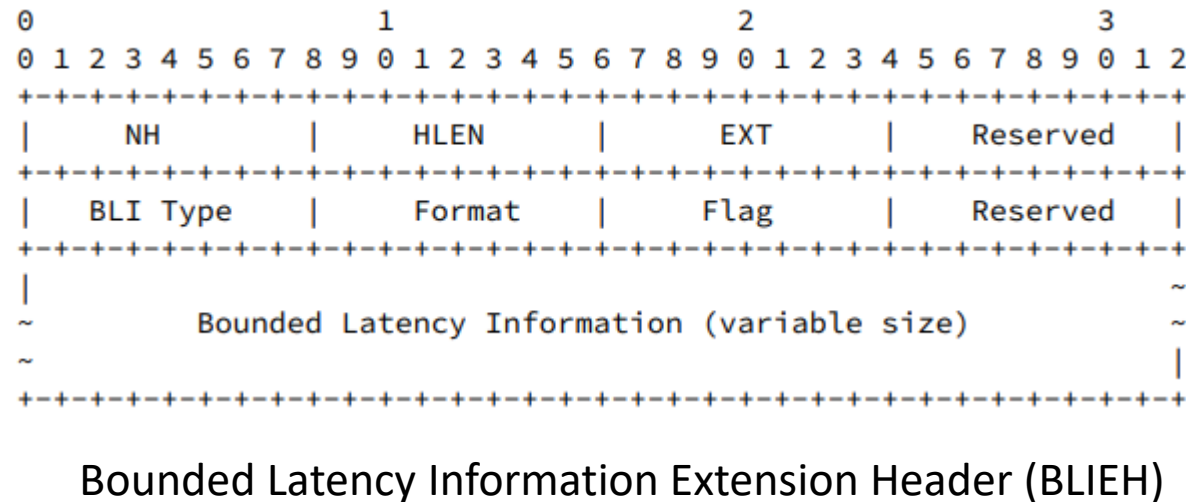 0                   1                   2                   3
0 1 2 3 4 5 6 7 8 9 0 1 2 3 4 5 6 7 8 9 0 1 2 3 4 5 6 7 8 9 0 1 2
+-+-+-+-+-+-+-+-+-+-+-+-+-+-+-+-+-+-+-+-+-+-+-+-+-+-+-+-+-+-+-+-+
|     NH        |     HLEN      |      EXT      |    Reserved   |
+-+-+-+-+-+-+-+-+-+-+-+-+-+-+-+-+-+-+-+-+-+-+-+-+-+-+-+-+-+-+-+-+
|   BLI Type    |     Format    |     Flag      |    Reserved   |
+-+-+-+-+-+-+-+-+-+-+-+-+-+-+-+-+-+-+-+-+-+-+-+-+-+-+-+-+-+-+-+-+
|                                                               ~
~         Bounded Latency Information (variable size)           ~
~                                                               |
+-+-+-+-+-+-+-+-+-+-+-+-+-+-+-+-+-+-+-+-+-+-+-+-+-+-+-+-+-+-+-+-+
Bounded Latency Information Extension Header (BLIEH)